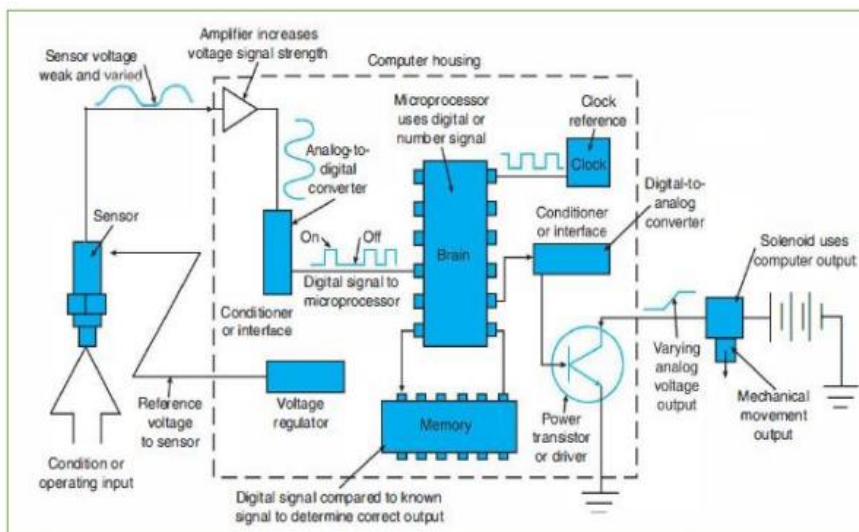 Amplifier increases
voltage signal strength
Sensor voltage
weak and varied
Computer housing
Microprocessor
uses digital or
number signal
Clock
reference
Clock
Analog-to-
digital
converter
Digital-to-
analog
converter
Sensor
On
Off
Conditioner
or interface
Brain
Solenoid uses
computer output
Digital signal to
microprocessor
Conditioner
or interface
Varying
analog
voltage
output
Reference
voltage
to sensor
Voltage
regulator
Memory
Power
transistor
or driver
Mechanical
movement
output
Condition or
operating input
Digital signal compared to known
signal to determine correct output